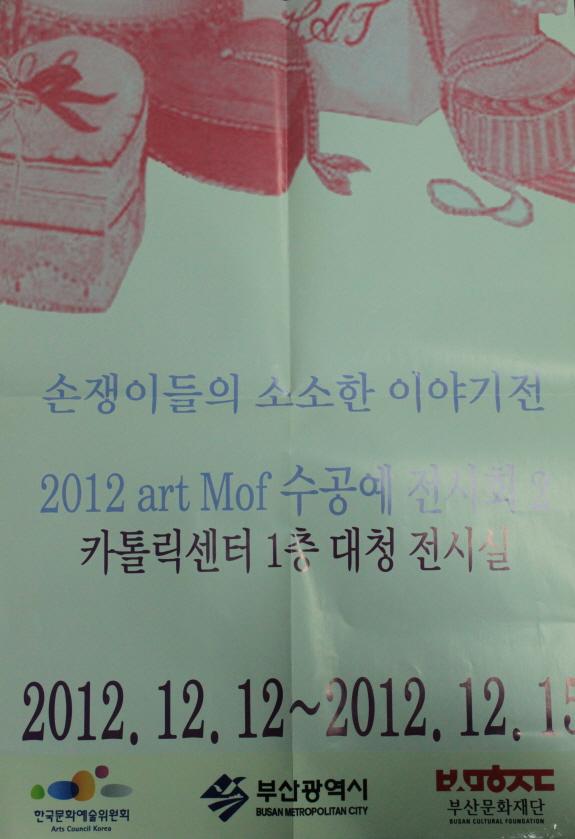 HAT
손쟁이들의 소소한 이야기전
2012 art Mof 수공예 전시회 2
카톨릭센터 1층 대청 전시실
2012. 12. 12~2012. 12. 15
한국문화예술위원회
Arts Council Korea
부산광역시
BUSAN METROPOLITAN CITY
부산문화재단
BUSAN CULTURAL FOUNDATION